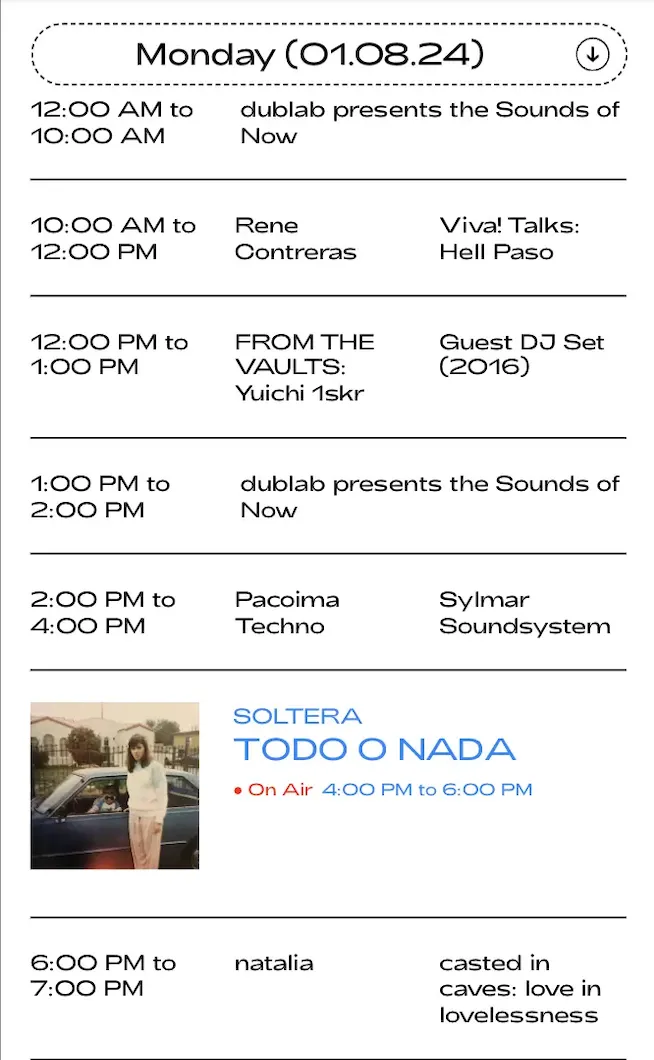 Monday (01.08.24)
12:00 AM to
10:00 AM
dublab presents the Sounds of
Now
10:00 AM to
12:00 PM
Rene
Contreras
Viva! Talks:
Hell Paso
12:00 PM to
1:00 PM
FROM THE
VAULTS:
Yuichi 1skr
Guest DJ Set
(2016)
1:00 PM to
2:00 PM
dublab presents the Sounds of
Now
2:00 PM to
4:00 PM
Pacoima
Techno
Sylmar
Soundsystem
SOLTERA
TODO O NADA
• On Air 4:00 PM to 6:00 PM
6:00 PM to
7:00 PM
natalia
casted in
caves: love in
lovelessness